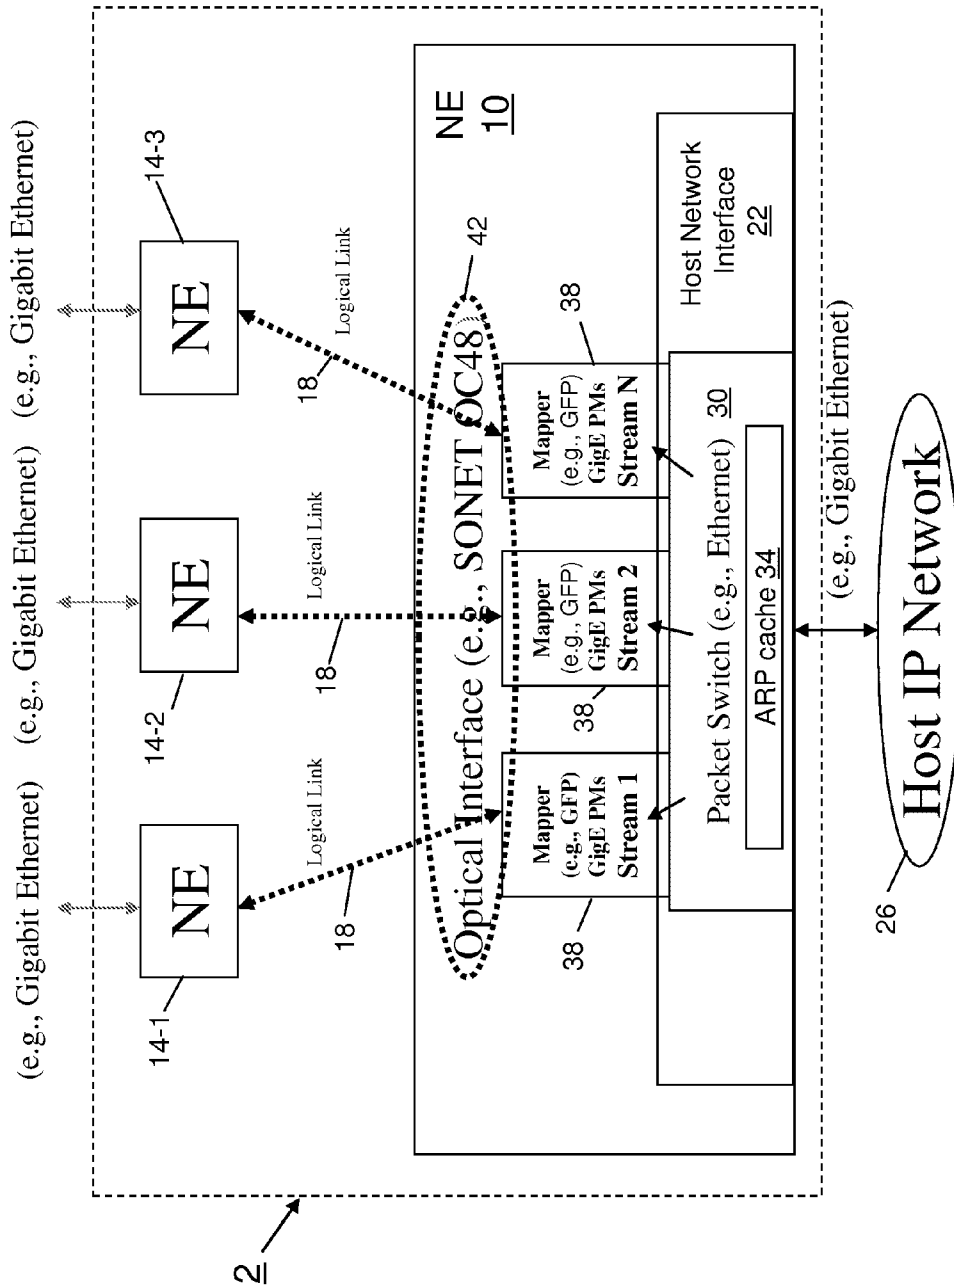 (e.g., Gigabit Ethernet)
(e.g., Gigabit Ethernet)
(e.g., Gigabit Ethernet)
14-1
NE
14-2
NE
14-3
NE
18
Logical Link
18
Logical Link
18
Logical Link
2
NE
10
Optical Interface (e.g., SONET OC48)
42
38
Mapper
(e.g., GFP)
GigE PMs
Stream 1
38
Mapper
(e.g., GFP)
GigE PMs
Stream 2
38
Mapper
(e.g., GFP)
GigE PMs
Stream N
Host Network
Interface
22
Packet Switch (e.g., Ethernet)
30
ARP cache 34
(e.g., Gigabit Ethernet)
26
Host IP Network